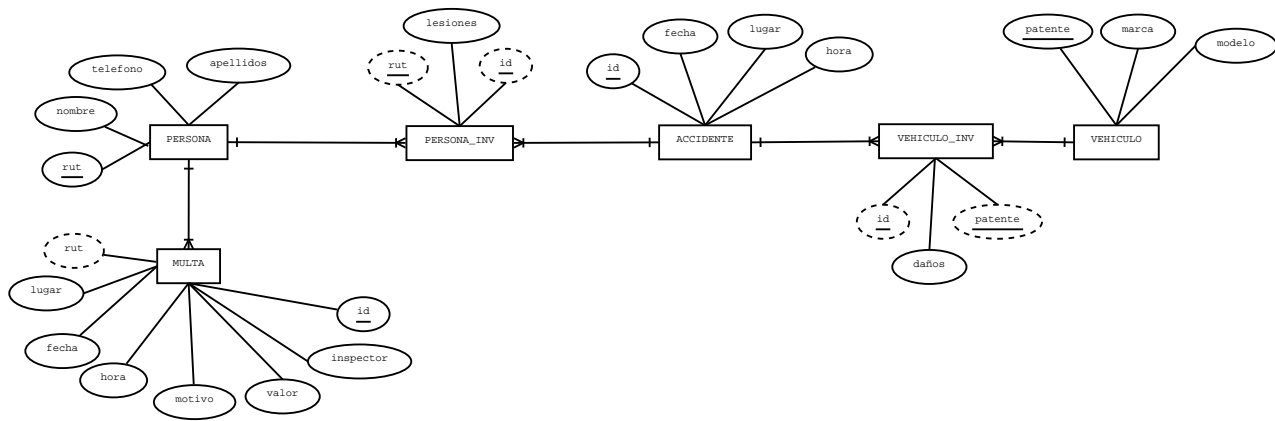 lesiones
patente
marca
modelo
fecha
lugar
hora
telefono
apellidos
rut
id
id
nombre
PERSONA
PERSONA_INV
ACCIDENTE
VEHICULO_INV
VEHICULO
rut
id
patente
daños
rut
MULTA
lugar
id
fecha
inspector
hora
motivo
valor